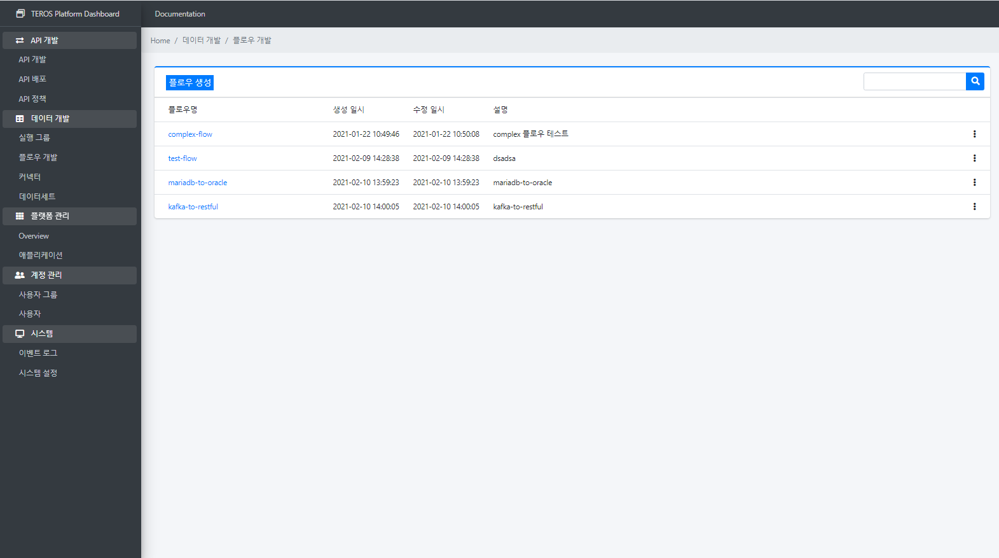 TEROS Platform Dashboard
Documentation
API 개발
API 개발
API 배포
API 정책
데이터 개발
실행 그룹
플로우 개발
커넥터
데이터세트
플랫폼 관리
Overview
애플리케이션
계정 관리
사용자 그룹
사용자
시스템
이벤트 로그
시스템 설정
Home / 데이터 개발 / 플로우 개발
플로우 생성
플로우명 생성 일시 수정 일시 설명
complex-flow 2021-01-22 10:49:46 2021-01-22 10:50:08 complex 플로우 테스트
test-flow 2021-02-09 14:28:38 2021-02-09 14:28:38 dsadsa
mariadb-to-oracle 2021-02-10 13:59:23 2021-02-10 13:59:23 mariadb-to-oracle
kafka-to-restful 2021-02-10 14:00:05 2021-02-10 14:00:05 kafka-to-restful